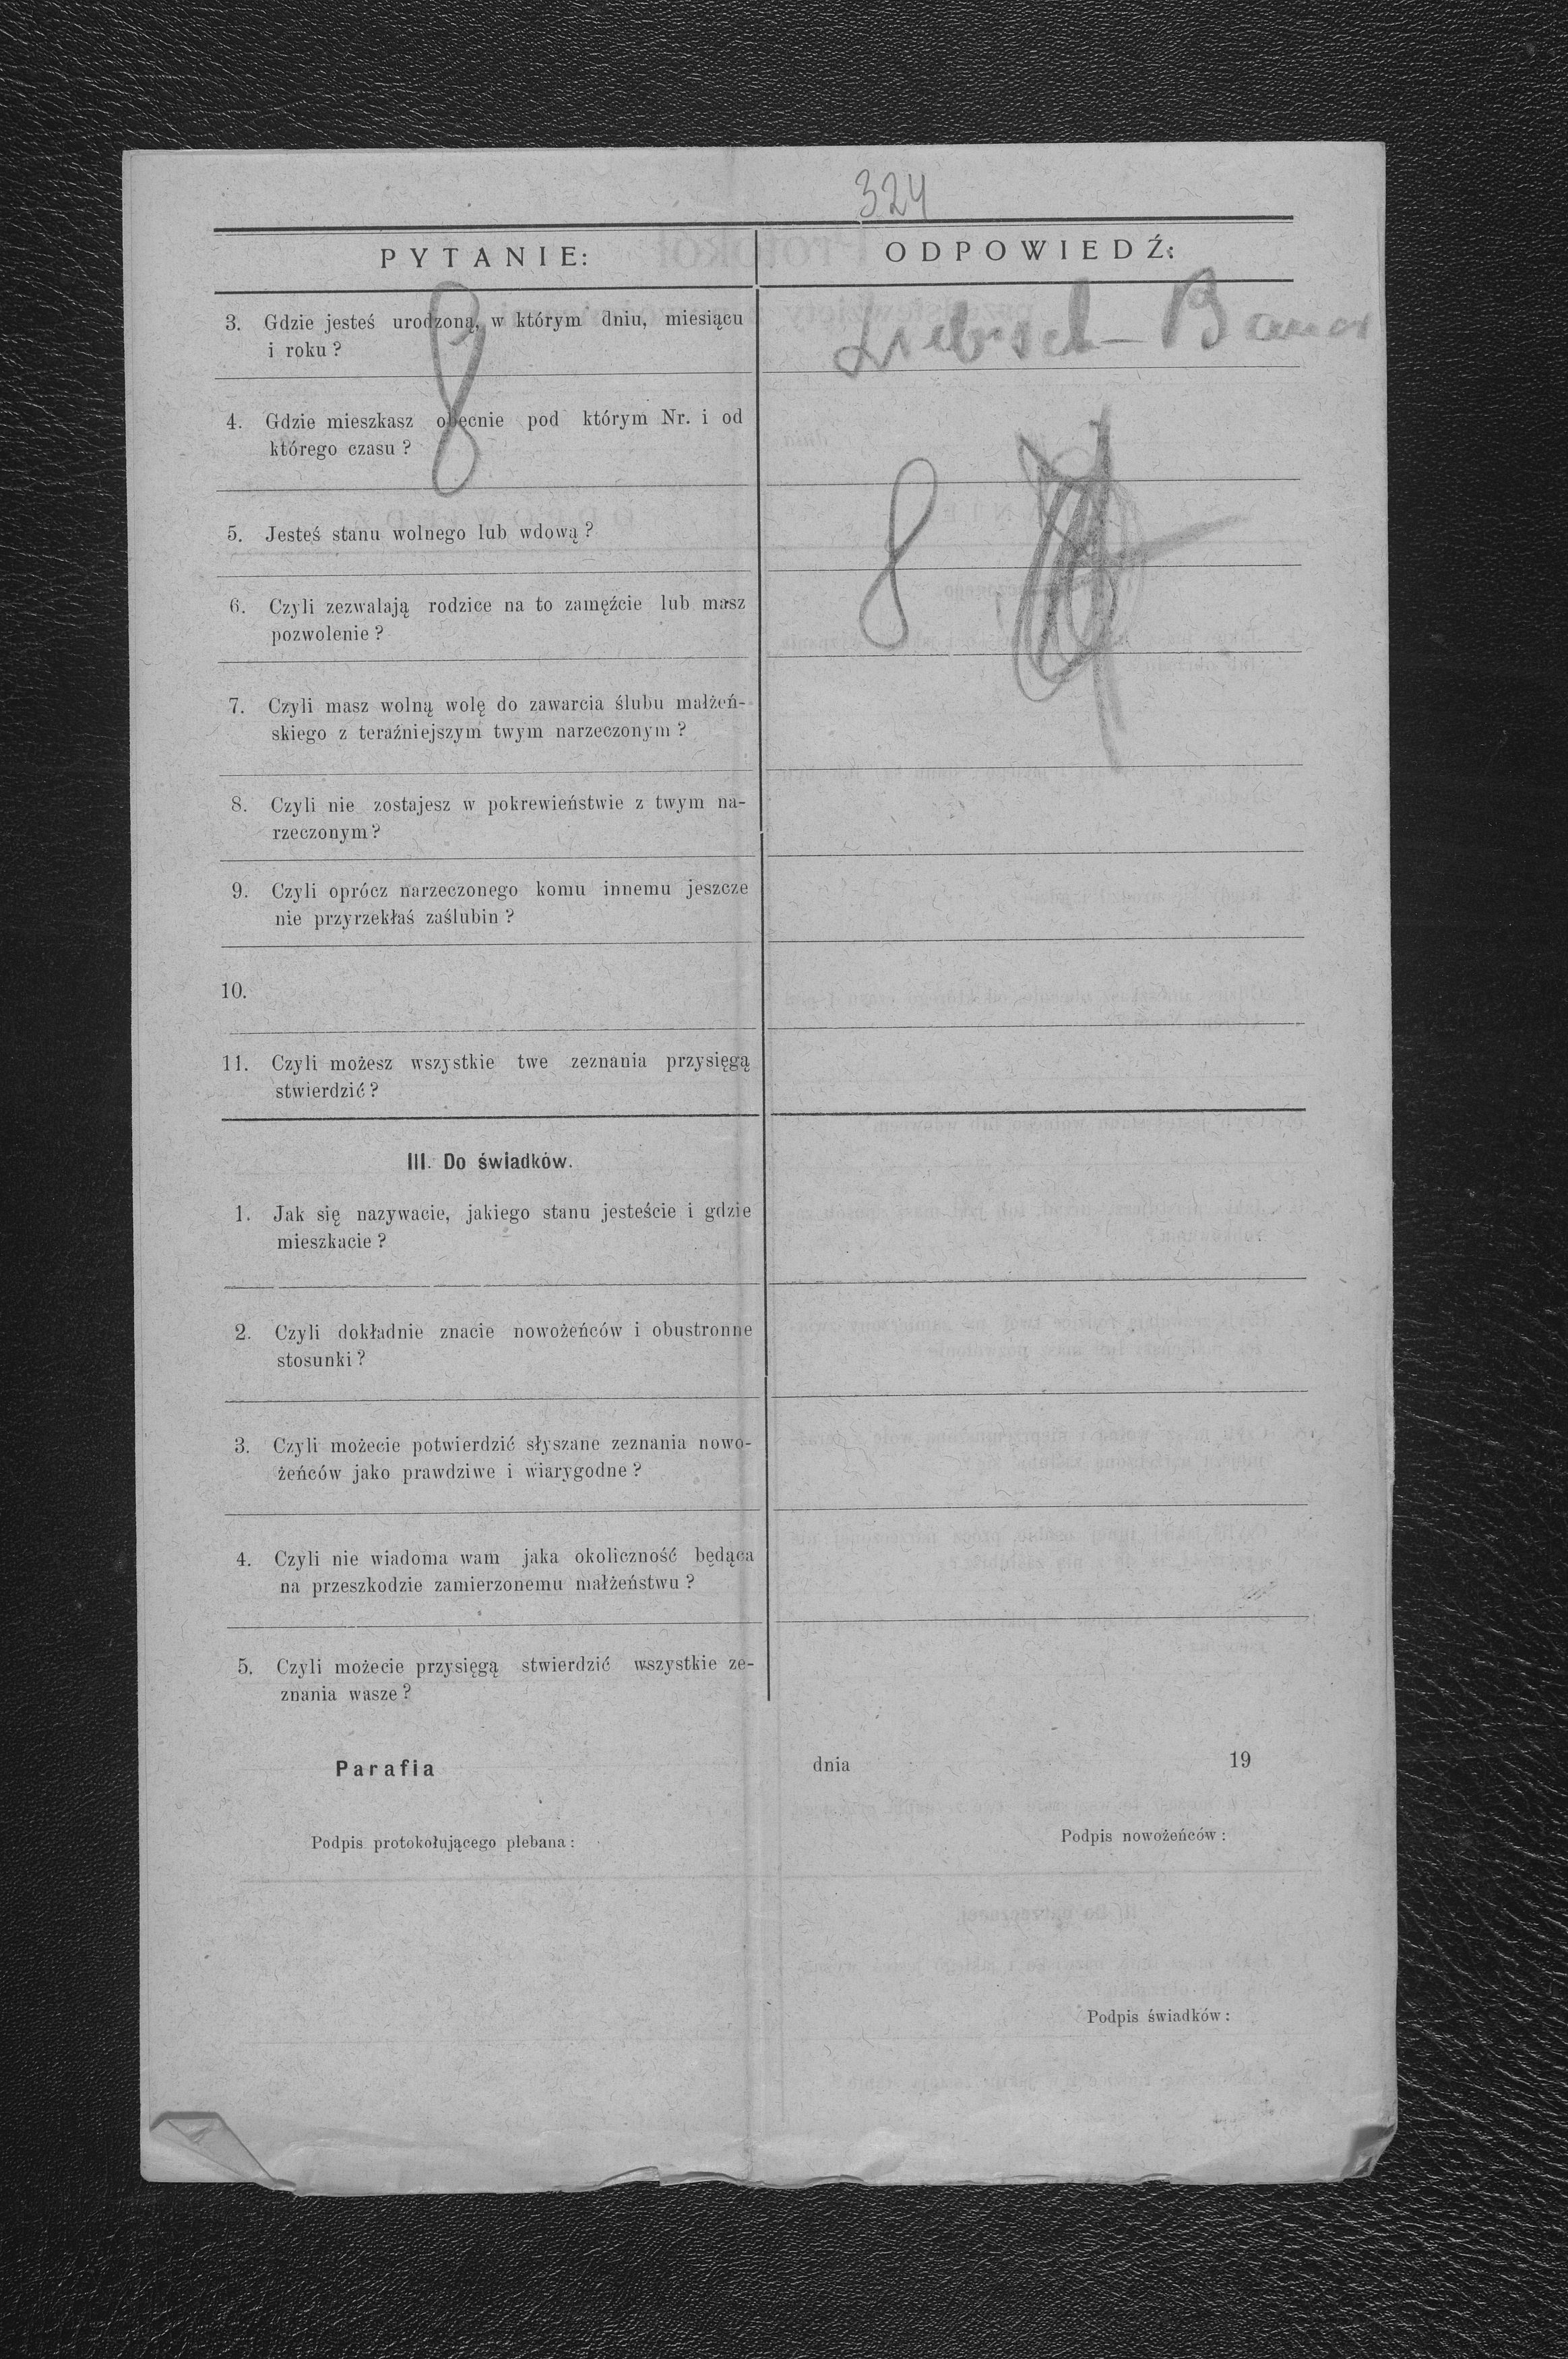 324
PYTANIE: ODPOWIEDŹ:
3. Gdzie jesteś urodzoną, w którym dniu, miesiącu
i roku?
Liebisch - Bauer
8
4. Gdzie mieszkasz obecnie pod którym Nr. i od
którego czasu?
8
5. Jesteś stanu wolnego lub wdową?
6. Czyli zezwalają rodzice na to zamęźcie lub masz
pozwolenie?
7. Czyli masz wolną wolę do zawarcia ślubu małżeń-
skiego z teraźniejszym twym narzeczonym?
8. Czyli nie zostajesz w pokrewieństwie z twym na-
rzeczonym?
9. Czyli oprócz narzeczonego komu innemu jeszcze
nie przyrzekłaś zaślubin?
10.
11. Czyli możesz wszystkie twe zeznania przysięgą
stwierdzić?
III. Do świadków.
1. Jak się nazywacie, jakiego stanu jesteście i gdzie
mieszkacie?
2. Czyli dokładnie znacie nowożeńców i obustronne
stosunki?
3. Czyli możecie potwierdzić słyszane zeznania nowo-
żeńców jako prawdziwe i wiarygodne?
4. Czyli nie wiadoma wam jaka okoliczność będąca
na przeszkodzie zamierzonemu małżeństwu?
5. Czyli możecie przysięgą stwierdzić wszystkie ze-
znania wasze?
Parafia dnia 19
Podpis protokołującego plebana: Podpis nowożeńców:
Podpis świadków: